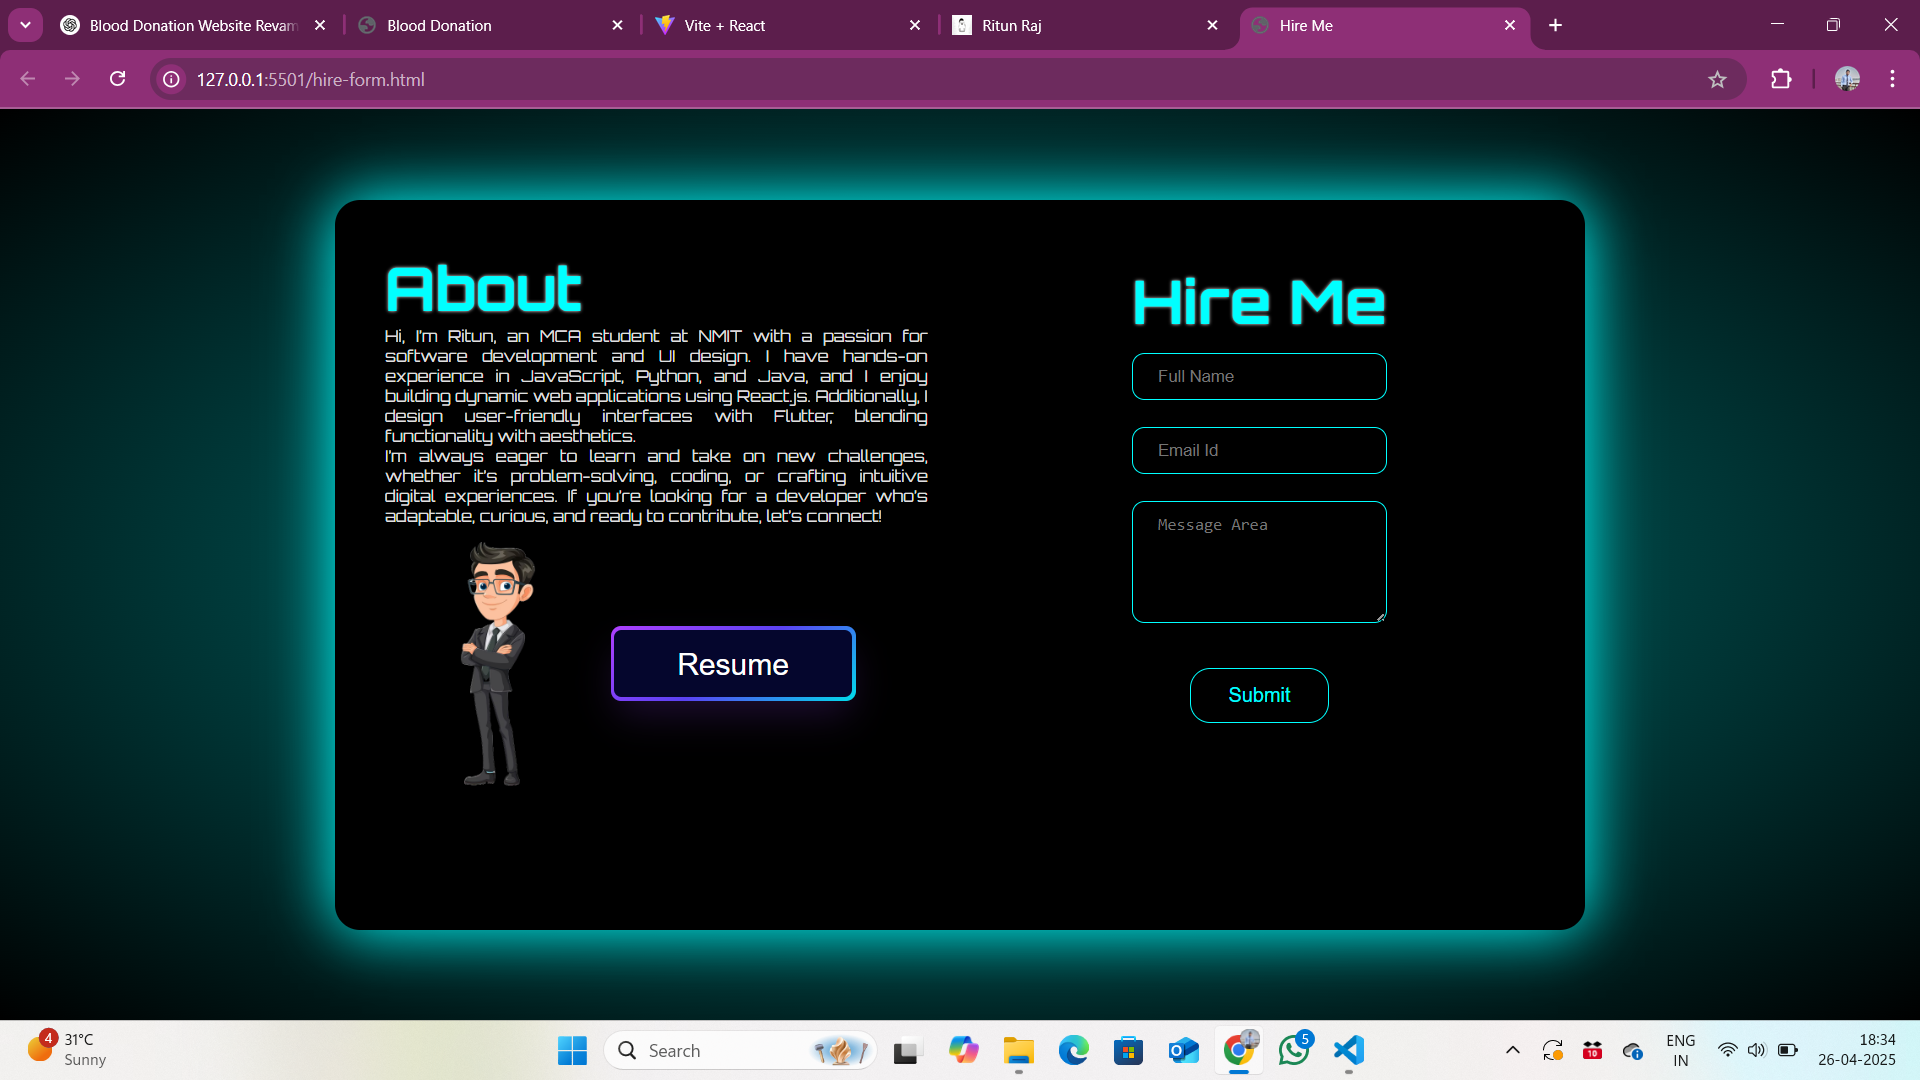 Blood Donation Website Revam
Blood Donation
Vite + React
Ritun Raj
Hire Me
127.0.0.1:5501/hire-form.html
About
Hi, I'm Ritun, an MCA student at NMIT with a passion for
software development and UI design. I have hands-on
experience in JavaScript, Python, and Java, and I enjoy
building dynamic web applications using React.js. Additionally, I
design user-friendly interfaces with Flutter, blending
functionality with aesthetics.
I'm always eager to learn and take on new challenges,
whether it's problem-solving, coding, or crafting intuitive
digital experiences. If you're looking for a developer who's
adaptable, curious, and ready to contribute, let's connect!
Resume
Hire Me
Full Name
Email Id
Message Area
Submit
4
31°C
Sunny
Search
5
10
ENG
IN
18:34
26-04-2025